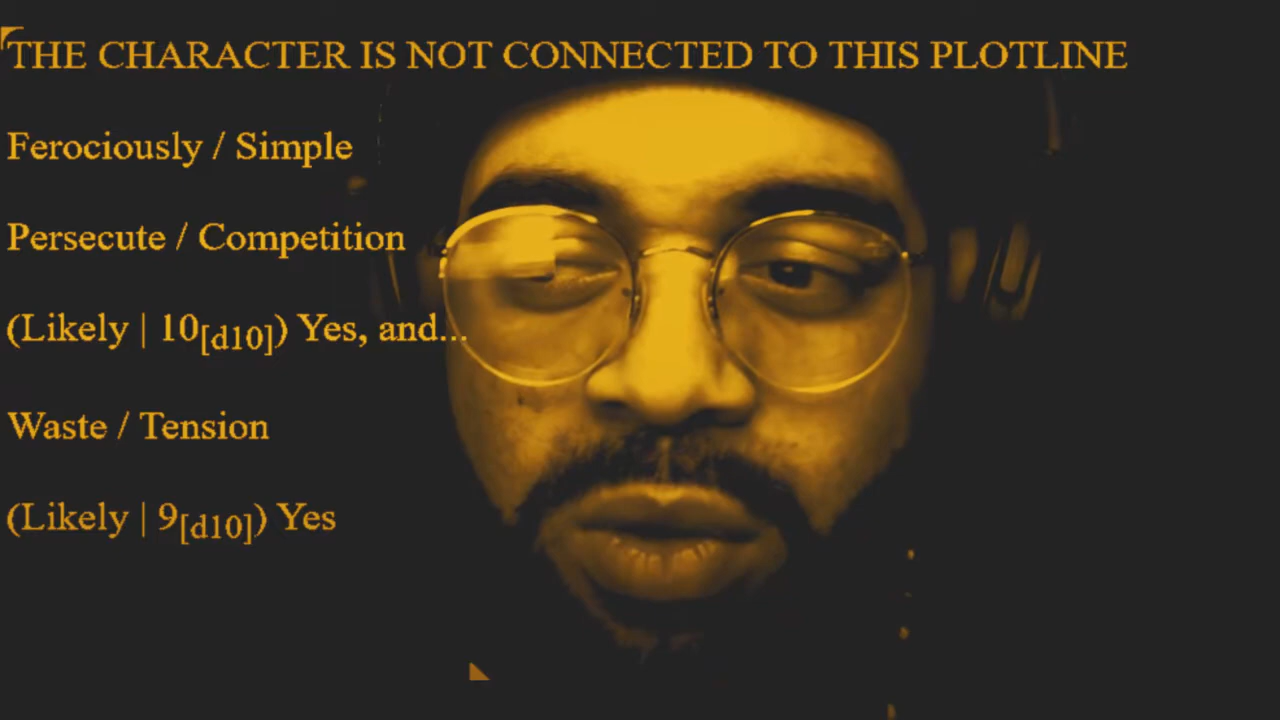 THE CHARACTER IS NOT CONNECTED TO THIS PLOTLINE
Ferociously / Simple
Persecute / Competition
(Likely | 10[d10]) Yes, and...
Waste / Tension
(Likely | 9[d10]) Yes